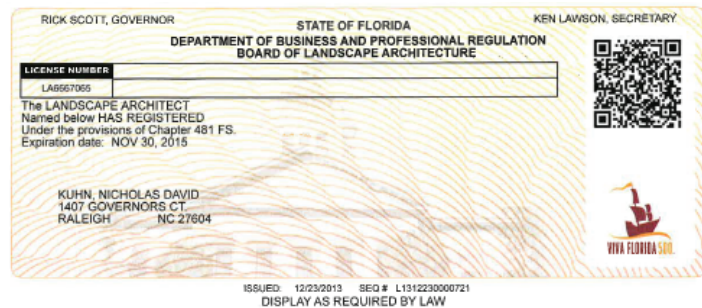 RICK SCOTT, GOVERNOR
STATE OF FLORIDA
KEN LAWSON, SECRETARY
DEPARTMENT OF BUSINESS AND PROFESSIONAL REGULATION
BOARD OF LANDSCAPE ARCHITECTURE
LICENSE NUMBER
LA6667065
The LANDSCAPE ARCHITECT
Named below HAS REGISTERED
Under the provisions of Chapter 481 FS.
Expiration date: NOV 30, 2015
KUHN, NICHOLAS DAVID
1407 GOVERNORS CT.
RALEIGH NC 27604
VIVA FLORIDA 500.
ISSUED: 12/23/2013 SEQ # L1312230000721
DISPLAY AS REQUIRED BY LAW